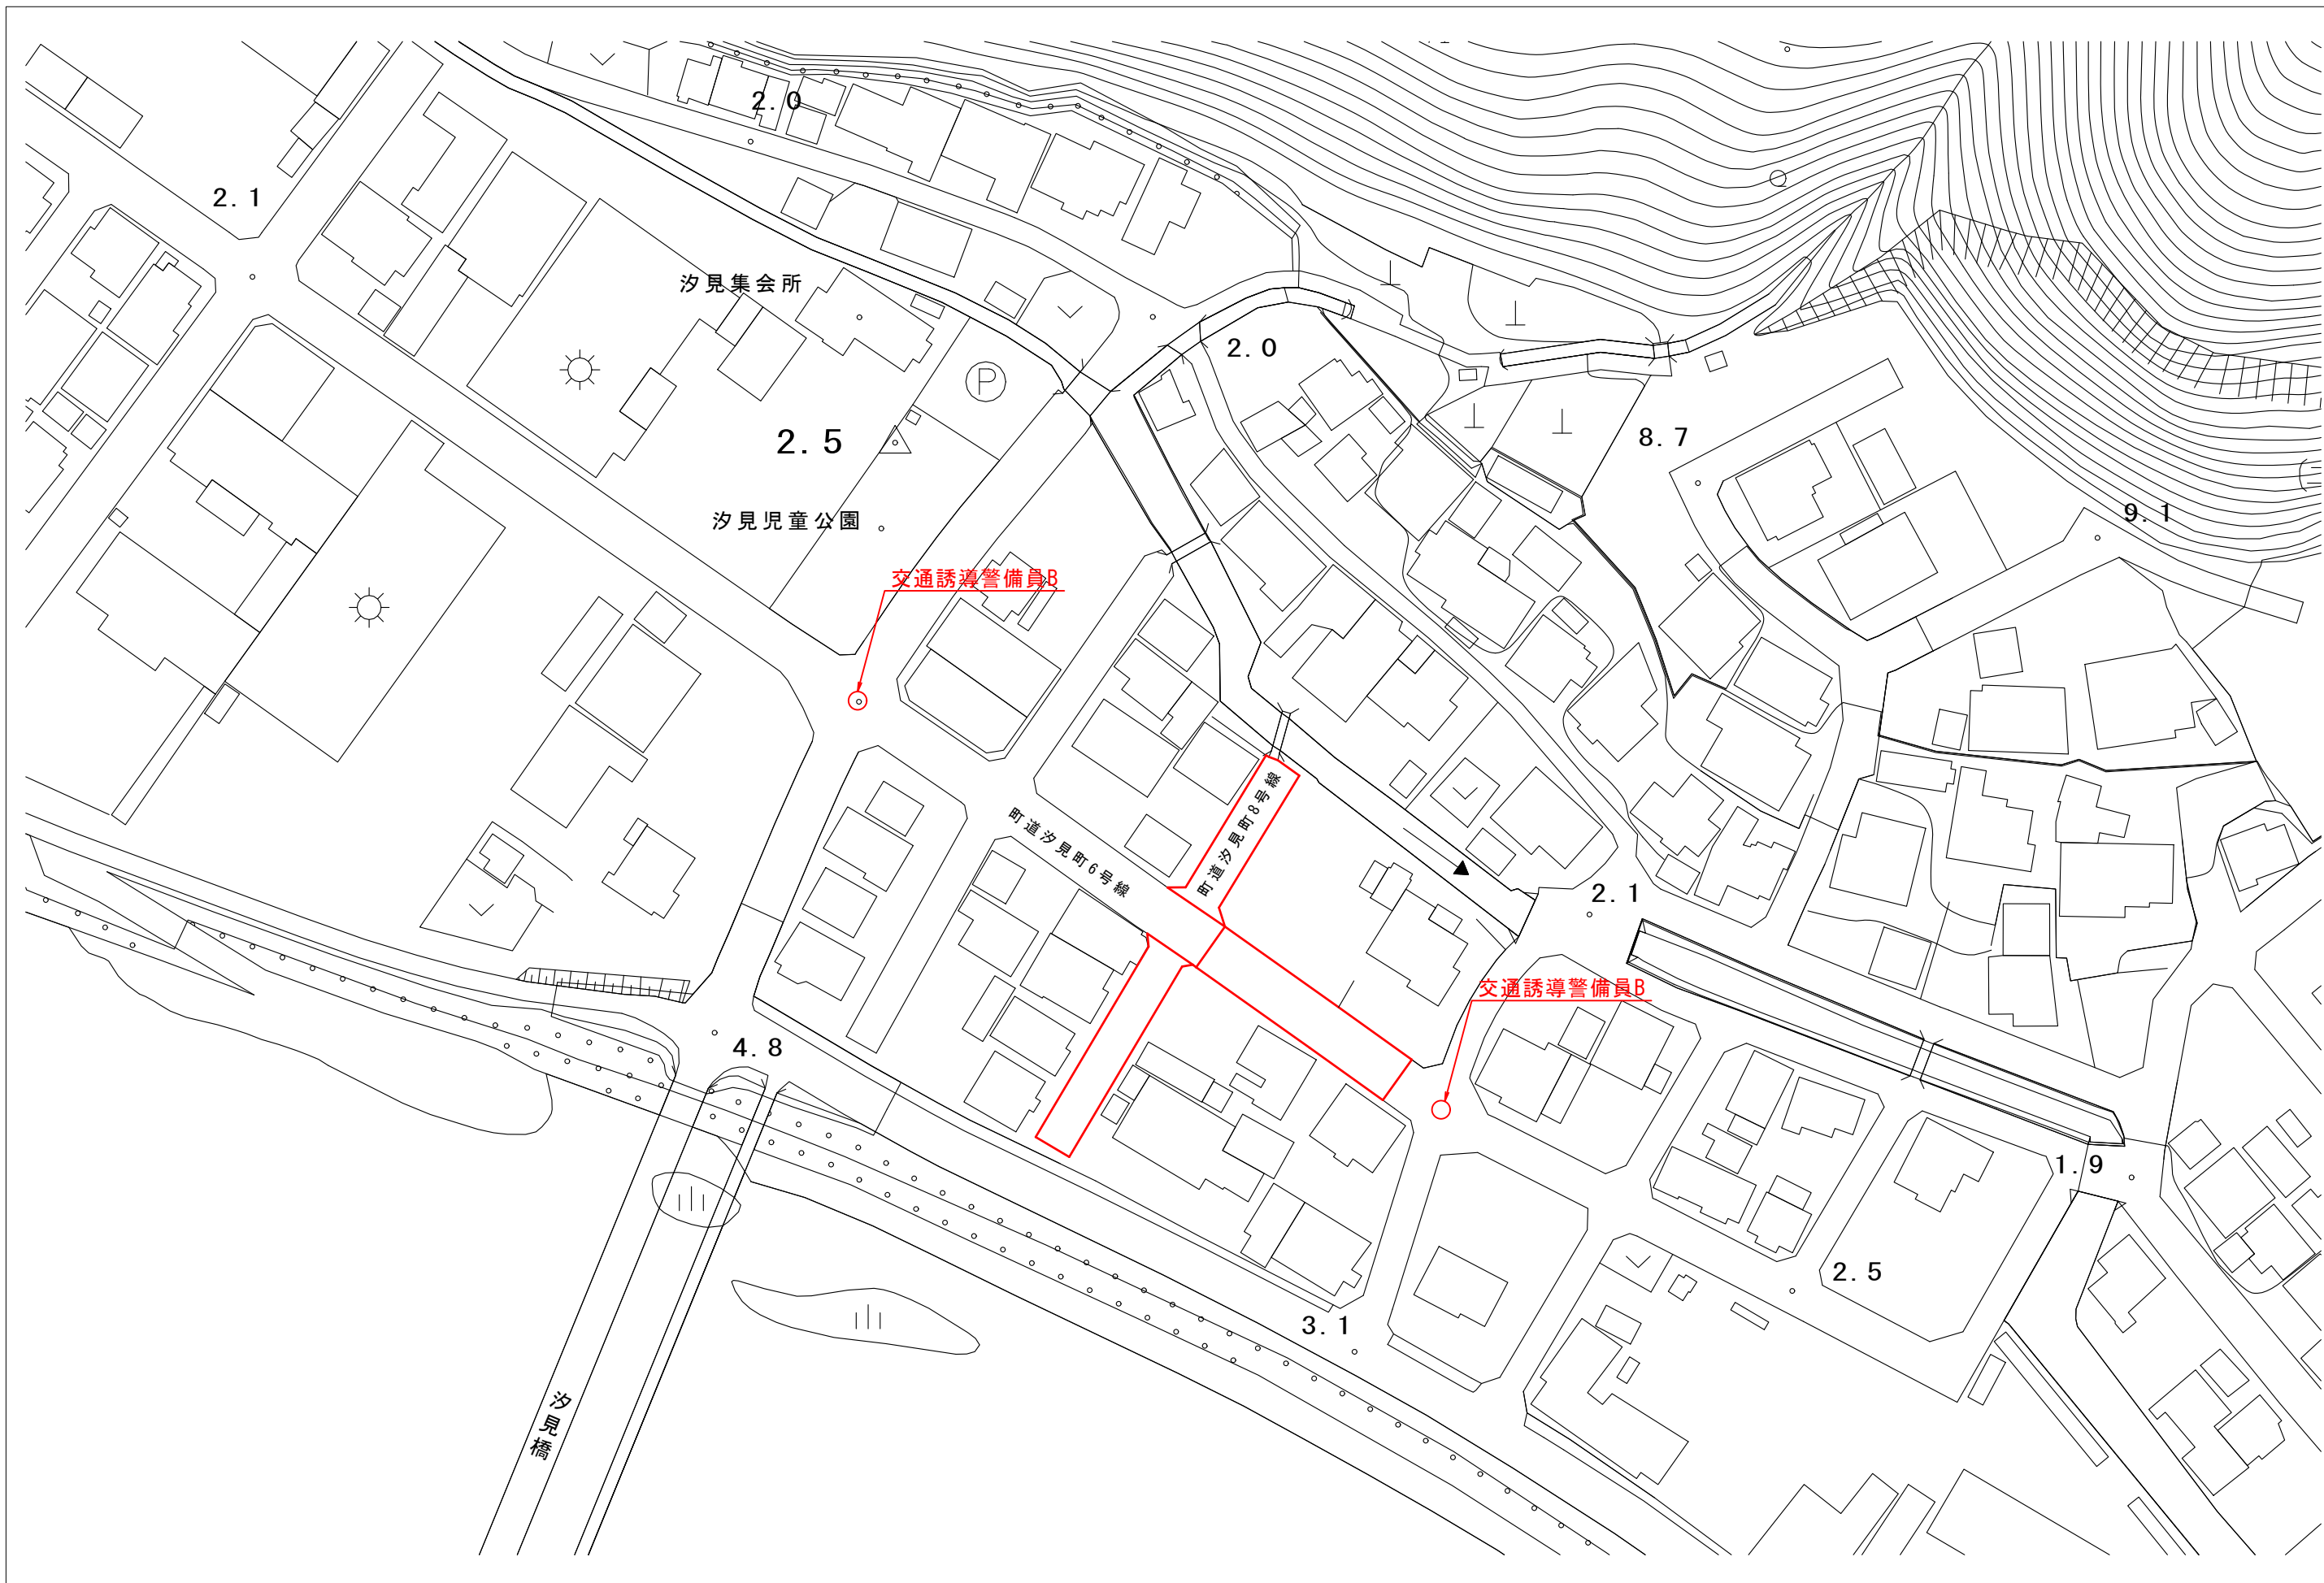 2.0
2.1
汐見集会所
2.0
P
2.5
8.7
9.1
汐見児童公園
交通誘導警備員B
町道汐見町8号線
町道汐見町6号線
2.1
交通誘導警備員B
4.8
1.9
2.5
3.1
汐見橋